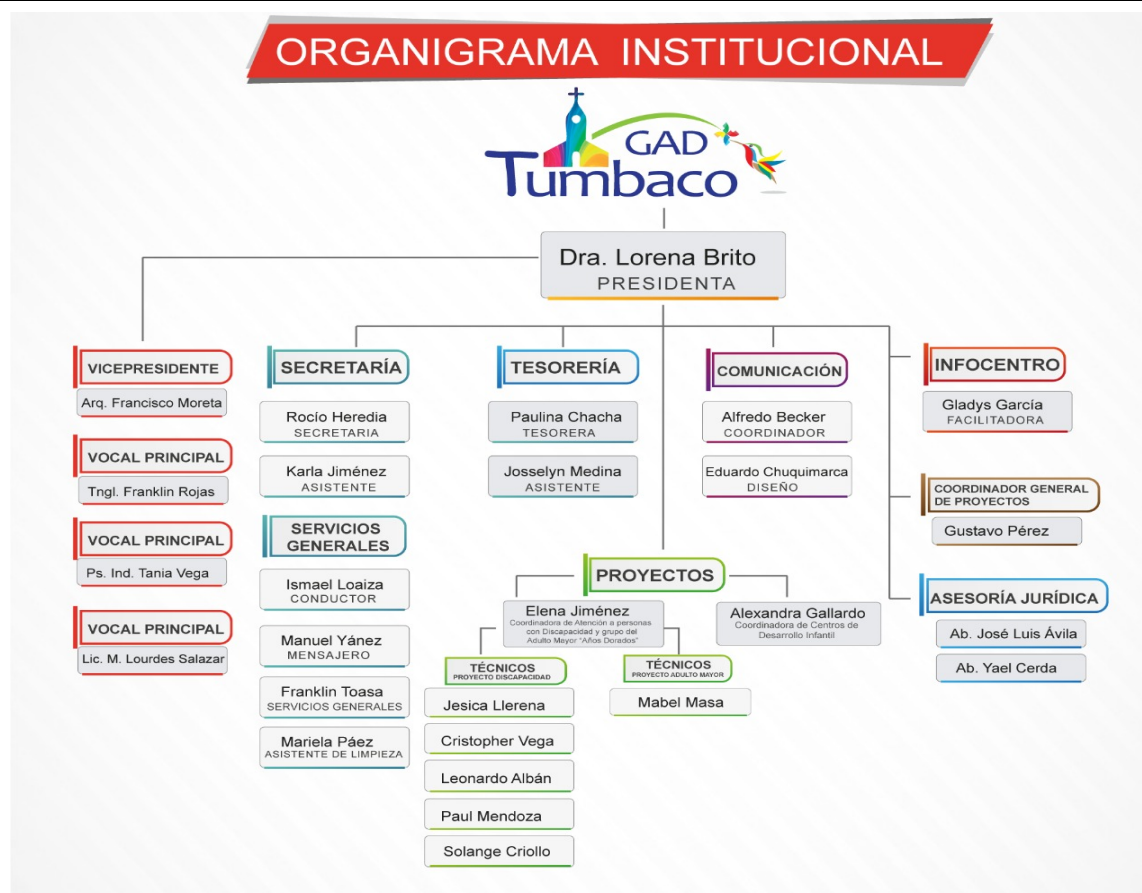 ORGANIGRAMA INSTITUCIONAL
GAD
Tumbaco
Dra. Lorena Brito
PRESIDENTA
VICEPRESIDENTE
Arq. Francisco Moreta
VOCAL PRINCIPAL
Tngl. Franklin Rojas
VOCAL PRINCIPAL
Ps. Ind. Tania Vega
VOCAL PRINCIPAL
Lic. M. Lourdes Salazar
SECRETARÍA
Rocío Heredia
SECRETARIA
Karla Jiménez
ASISTENTE
SERVICIOS
GENERALES
Ismael Loaiza
CONDUCTOR
Manuel Yánez
MENSAJERO
Franklin Toasa
SERVICIOS GENERALES
Mariela Páez
ASISTENTE DE LIMPIEZA
TESORERÍA
Paulina Chacha
TESORERA
Josselyn Medina
ASISTENTE
COMUNICACIÓN
Alfredo Becker
COORDINADOR
Eduardo Chuquimarca
DISEÑO
PROYECTOS
Elena Jiménez
Coordinadora de Atención a personas
con Discapacidad y grupo del
Adulto Mayor "Años Dorados"
Alexandra Gallardo
Coordinadora de Centros de
Desarrollo Infantil
TÉCNICOS
PROYECTO DISCAPACIDAD
Jesica Llerena
Cristopher Vega
Leonardo Albán
Paul Mendoza
Solange Criollo
TÉCNICOS
PROYECTO ADULTO MAYOR
Mabel Masa
INFOCENTRO
Gladys García
FACILITADORA
COORDINADOR GENERAL
DE PROYECTOS
Gustavo Pérez
ASESORÍA JURÍDICA
Ab. José Luis Ávila
Ab. Yael Cerda